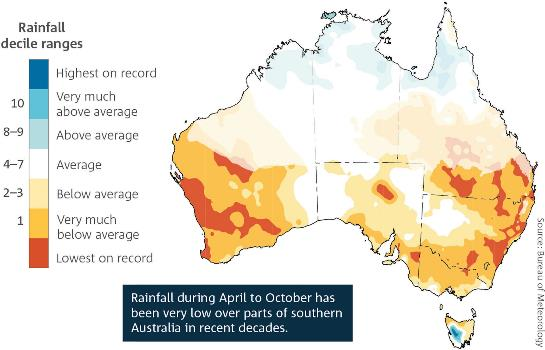 Rainfall
decile ranges
Highest on record
10 Very much
above average
8–9 Above average
4–7 Average
2–3 Below average
1 Very much
below average
Lowest on record
Rainfall during April to October has
been very low over parts of southern
Australia in recent decades.
Source: Bureau of Meteorology